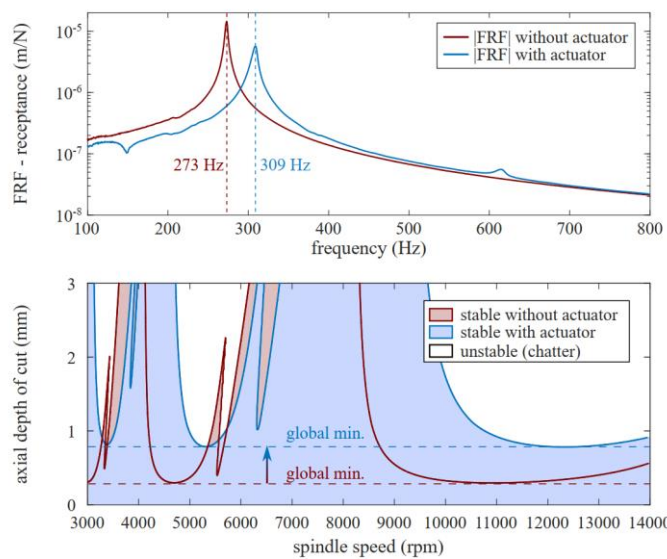 FRF - receptance (m/N)
10⁻⁵
10⁻⁶
10⁻⁷
10⁻⁸
|FRF| without actuator
|FRF| with actuator
273 Hz
309 Hz
100 200 300 400 500 600 700 800
frequency (Hz)
axial depth of cut (mm)
3
2
1
0
stable without actuator
stable with actuator
unstable (chatter)
global min.
global min.
3000 4000 5000 6000 7000 8000 9000 10000 11000 12000 13000 14000
spindle speed (rpm)